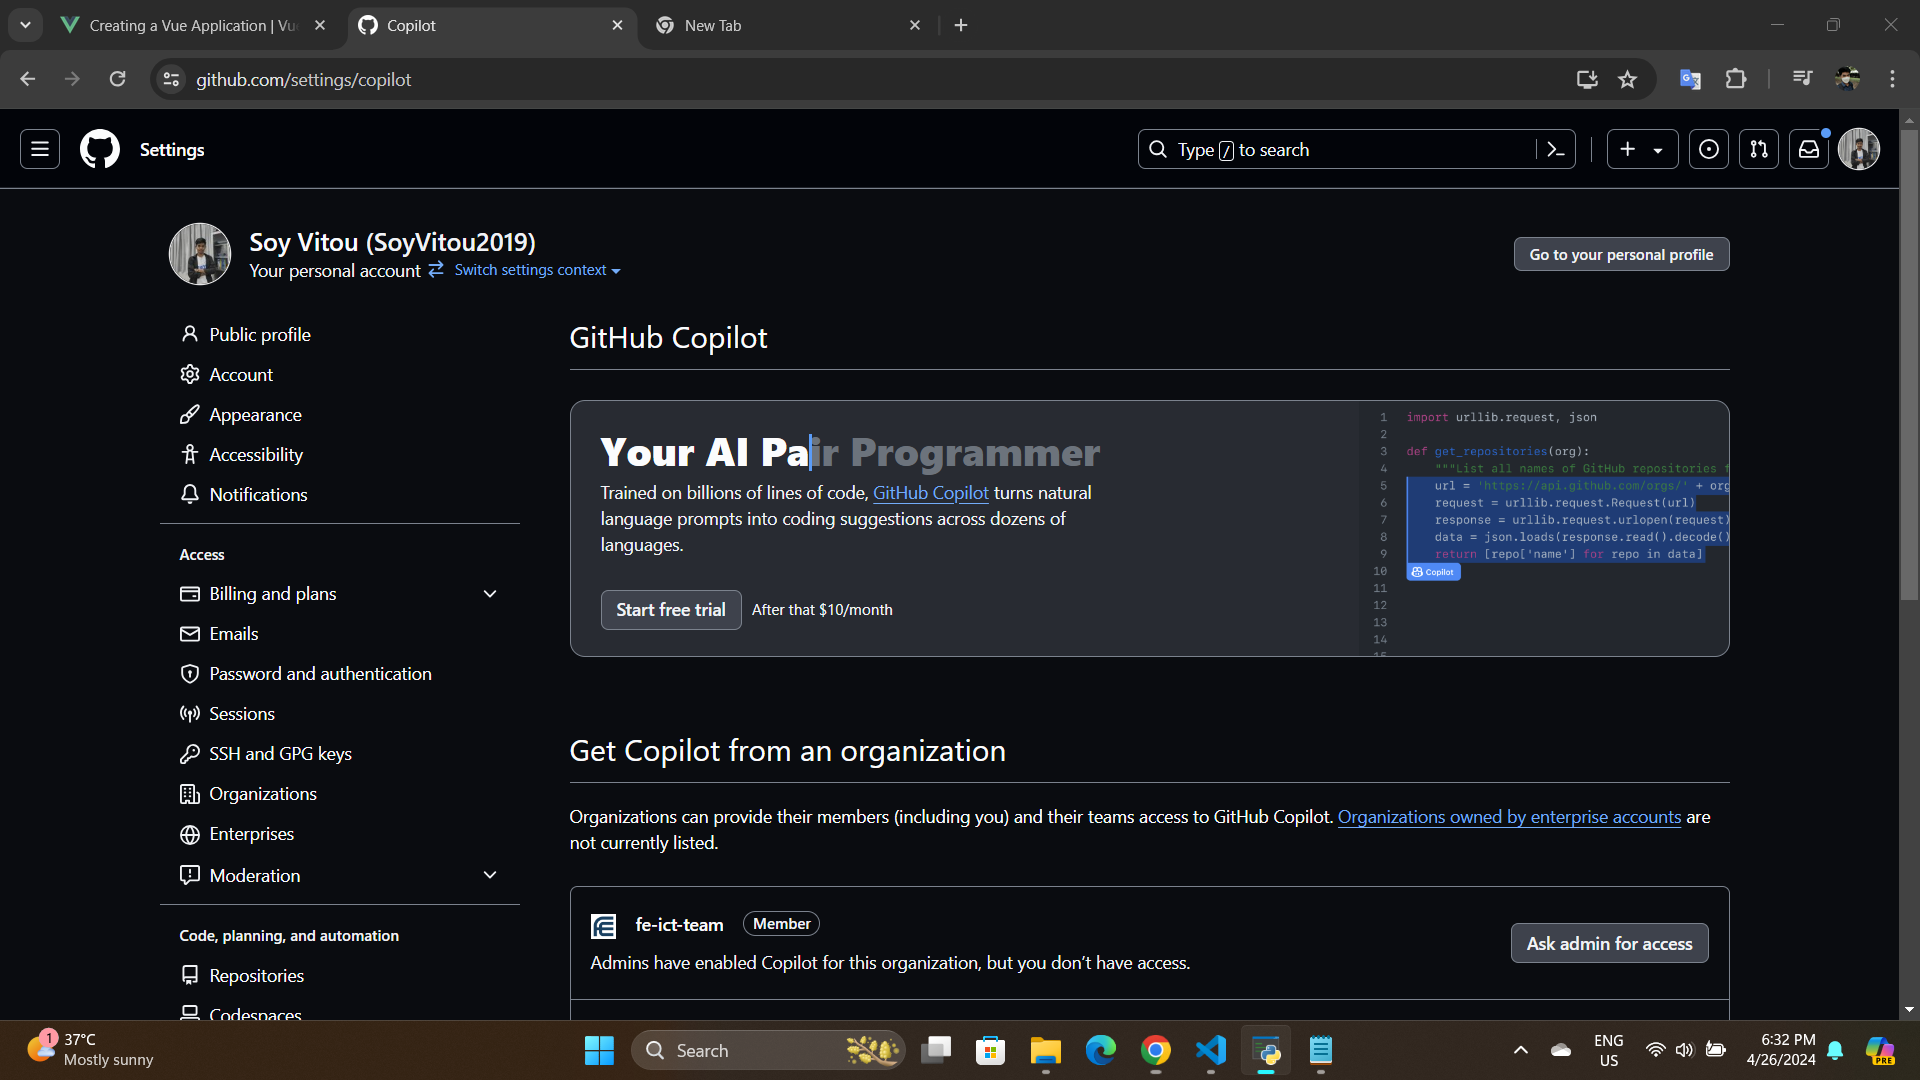 Creating a Vue Application | Vu
Copilot
New Tab
github.com/settings/copilot
Settings
Type / to search
Soy Vitou (SoyVitou2019)
Your personal account
Switch settings context
Go to your personal profile
Public profile
Account
Appearance
Accessibility
Notifications
Access
Billing and plans
Emails
Password and authentication
Sessions
SSH and GPG keys
Organizations
Enterprises
Moderation
Code, planning, and automation
Repositories
Codespaces
GitHub Copilot
Your AI Pair Programmer
Trained on billions of lines of code, GitHub Copilot turns natural
language prompts into coding suggestions across dozens of
languages.
Start free trial
After that $10/month
1 import urllib.request, json
2
3 def get_repositories(org):
4 """List all names of GitHub repositories f
5 url = 'https://api.github.com/orgs/' + org
6 request = urllib.request.Request(url)
7 response = urllib.request.urlopen(request)
8 data = json.loads(response.read().decode()
9 return [repo['name'] for repo in data]
10 Copilot
11
12
13
14
15
Get Copilot from an organization
Organizations can provide their members (including you) and their teams access to GitHub Copilot. Organizations owned by enterprise accounts are
not currently listed.
fe-ict-team
Member
Admins have enabled Copilot for this organization, but you don’t have access.
Ask admin for access
1
37°C
Mostly sunny
Search
ENG
US
6:32 PM
4/26/2024
PRE